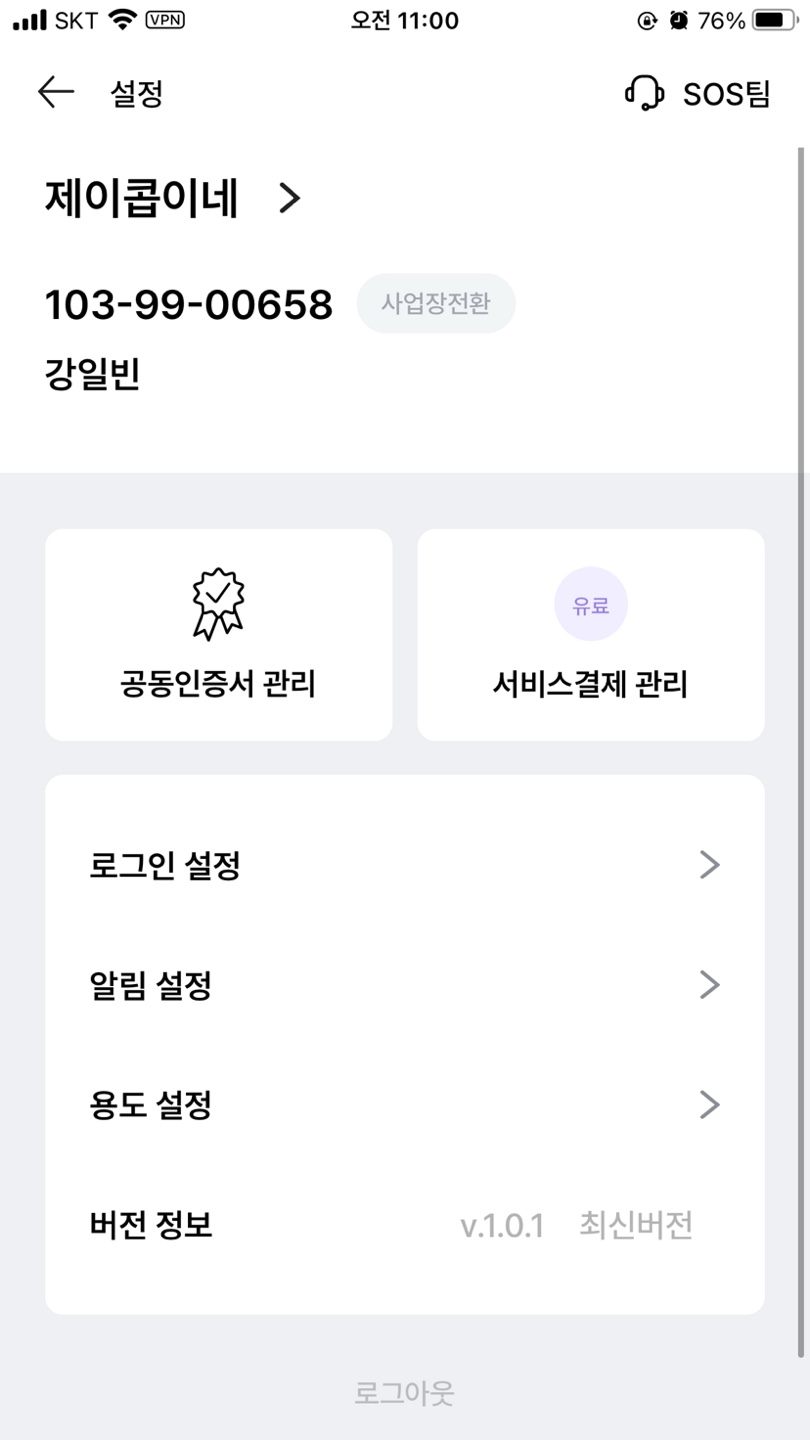 SKT VPN 오전 11:00 76%
설정 SOS팀
제이콥이네
103-99-00658 사업장전환
강일빈
공동인증서 관리
유료
서비스결제 관리
로그인 설정
알림 설정
용도 설정
버전 정보 v.1.0.1 최신버전
로그아웃